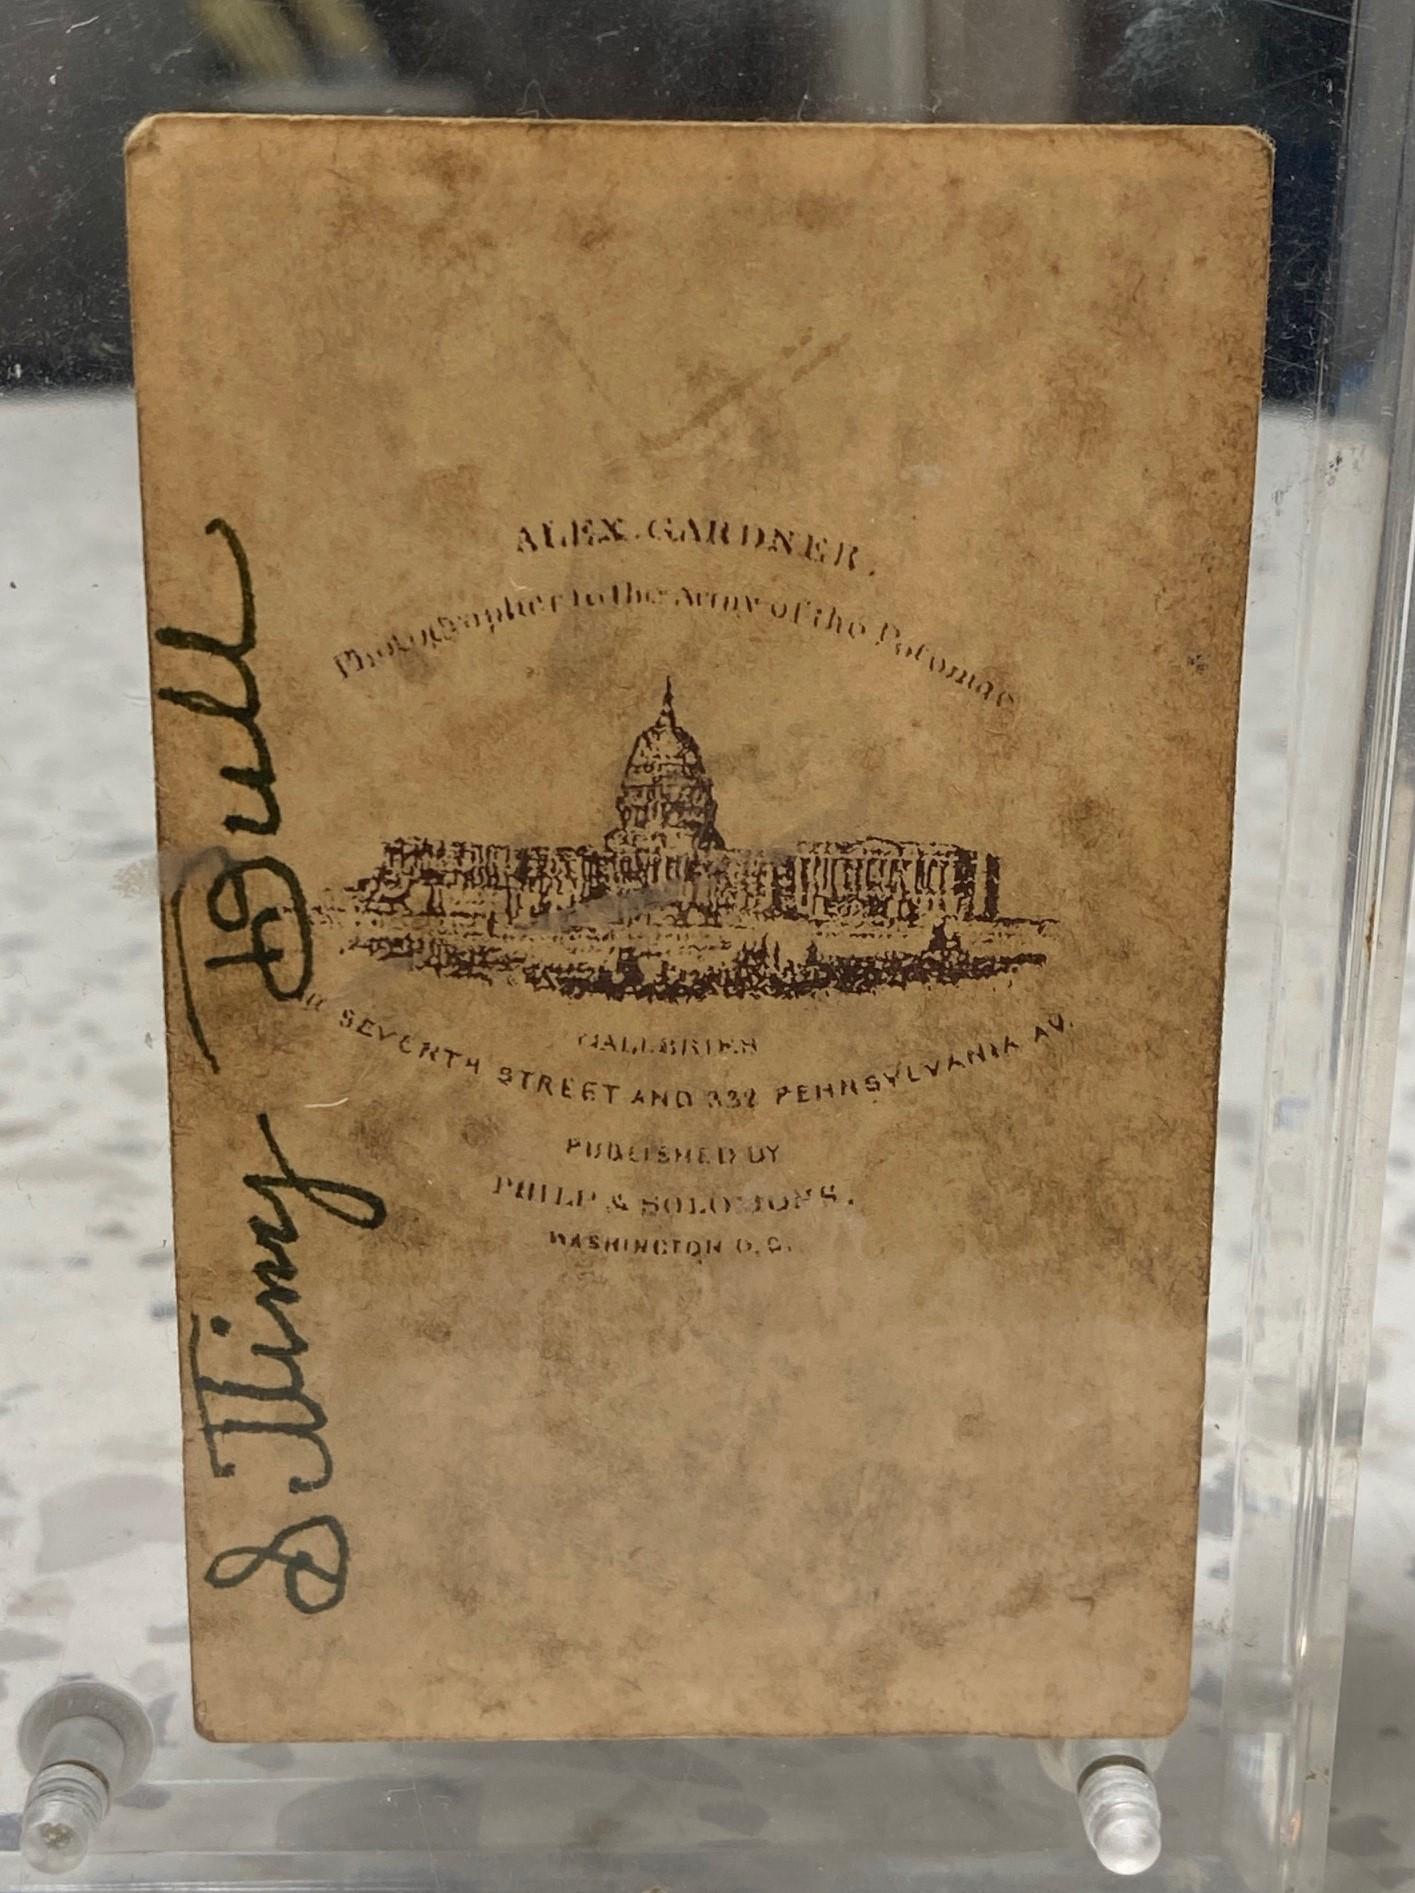 ALEX. GARDNER.
Photographer to the Army of the Potomac
GALLERIES
SEVENTH STREET AND 332 PENNSYLVANIA AV.
PUBLISHED BY
PHILP & SOLOMONS.
WASHINGTON D.C.
Bull